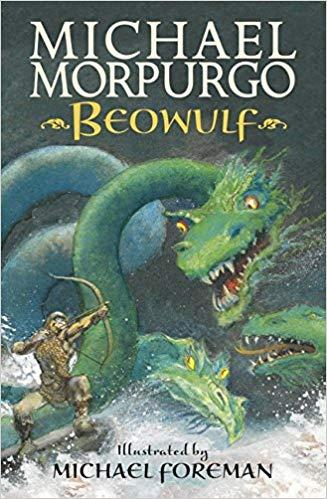 MICHAEL
MORPURGO
BEOWULF
Illustrated by
MICHAEL FOREMAN